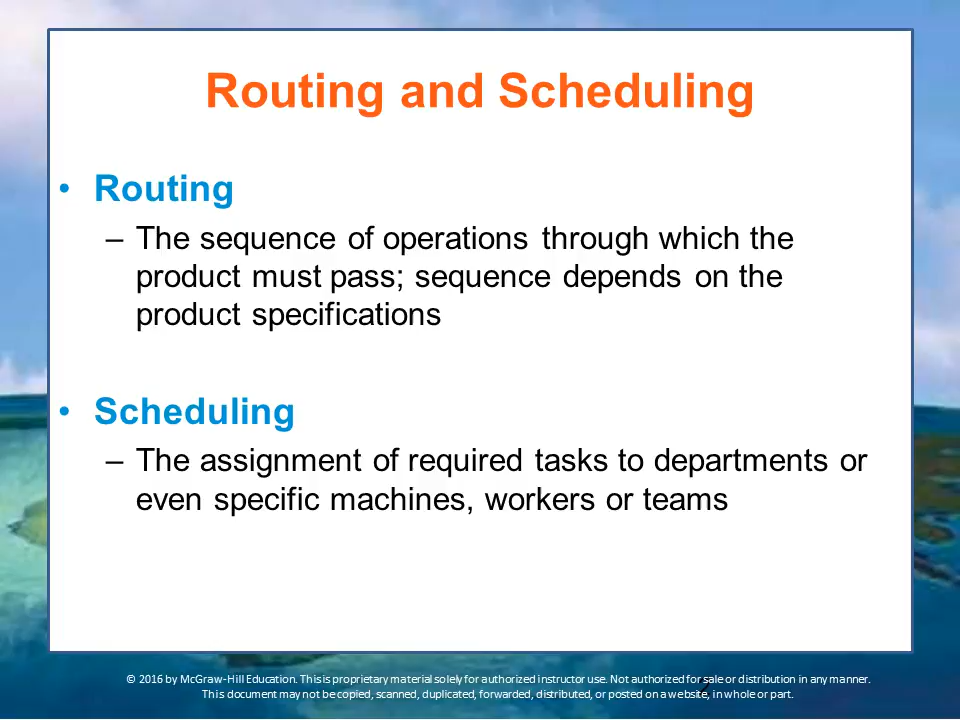 Routing and Scheduling
• Routing
– The sequence of operations through which the
product must pass; sequence depends on the
product specifications
• Scheduling
– The assignment of required tasks to departments or
even specific machines, workers or teams
© 2016 by McGraw-Hill Education. This is proprietary material solely for authorized instructor use. Not authorized for sale or distribution in any manner.
This document may not be copied, scanned, duplicated, forwarded, distributed, or posted on a website, in whole or part.